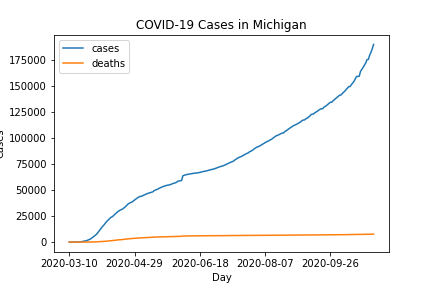 COVID-19 Cases in Michigan
cases
deaths
175000
150000
125000
100000
75000
50000
25000
0
cases
2020-03-10 2020-04-29 2020-06-18 2020-08-07 2020-09-26
Day